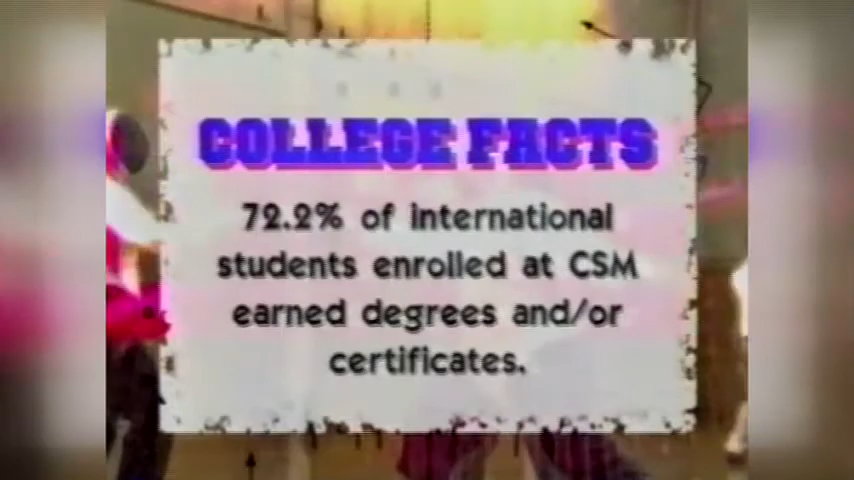 COLLEGE FACTS
72.2% of international
students enrolled at CSM
earned degrees and/or
certificates.